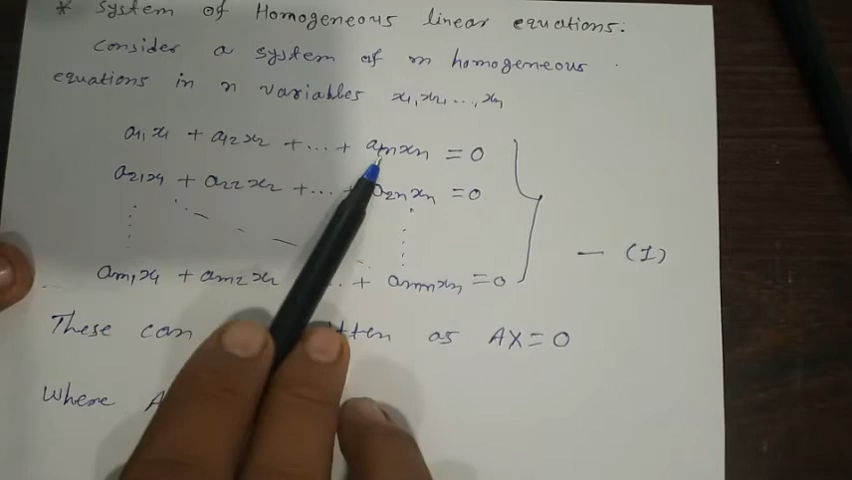 * System of Homogeneous linear equations:
Consider a system of m homogeneous
equations in n variables x1, x2, ..., xn
a11x1 + a12x2 + ... + a1nxn = 0
a21x1 + a22x2 + ... + a2nxn = 0
am1x1 + am2x2 .. + amnxn = 0
— (1)
These can tten as AX = 0
Where A